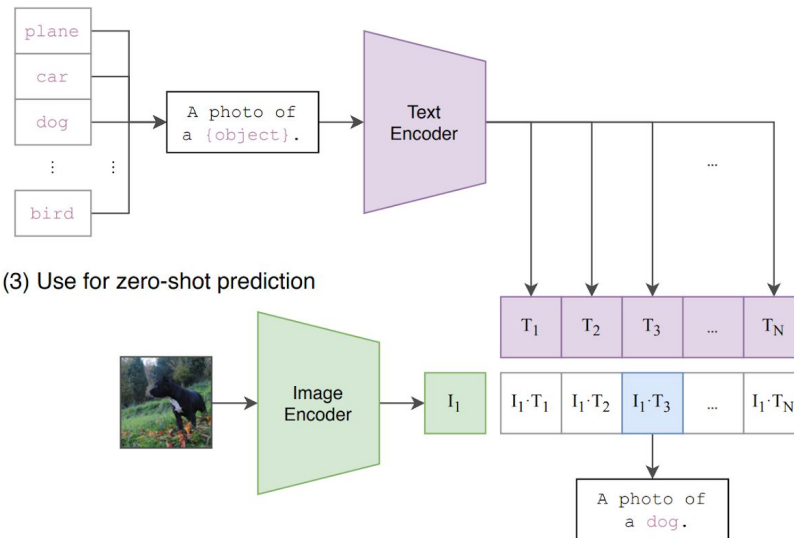 plane
car
dog
⋮ ⋮
bird
A photo of
a {object}.
Text
Encoder
...
(3) Use for zero-shot prediction
T1 T2 T3 ... TN
Image
Encoder
I1
I1·T1 I1·T2 I1·T3 ... I1·TN
A photo of
a dog.